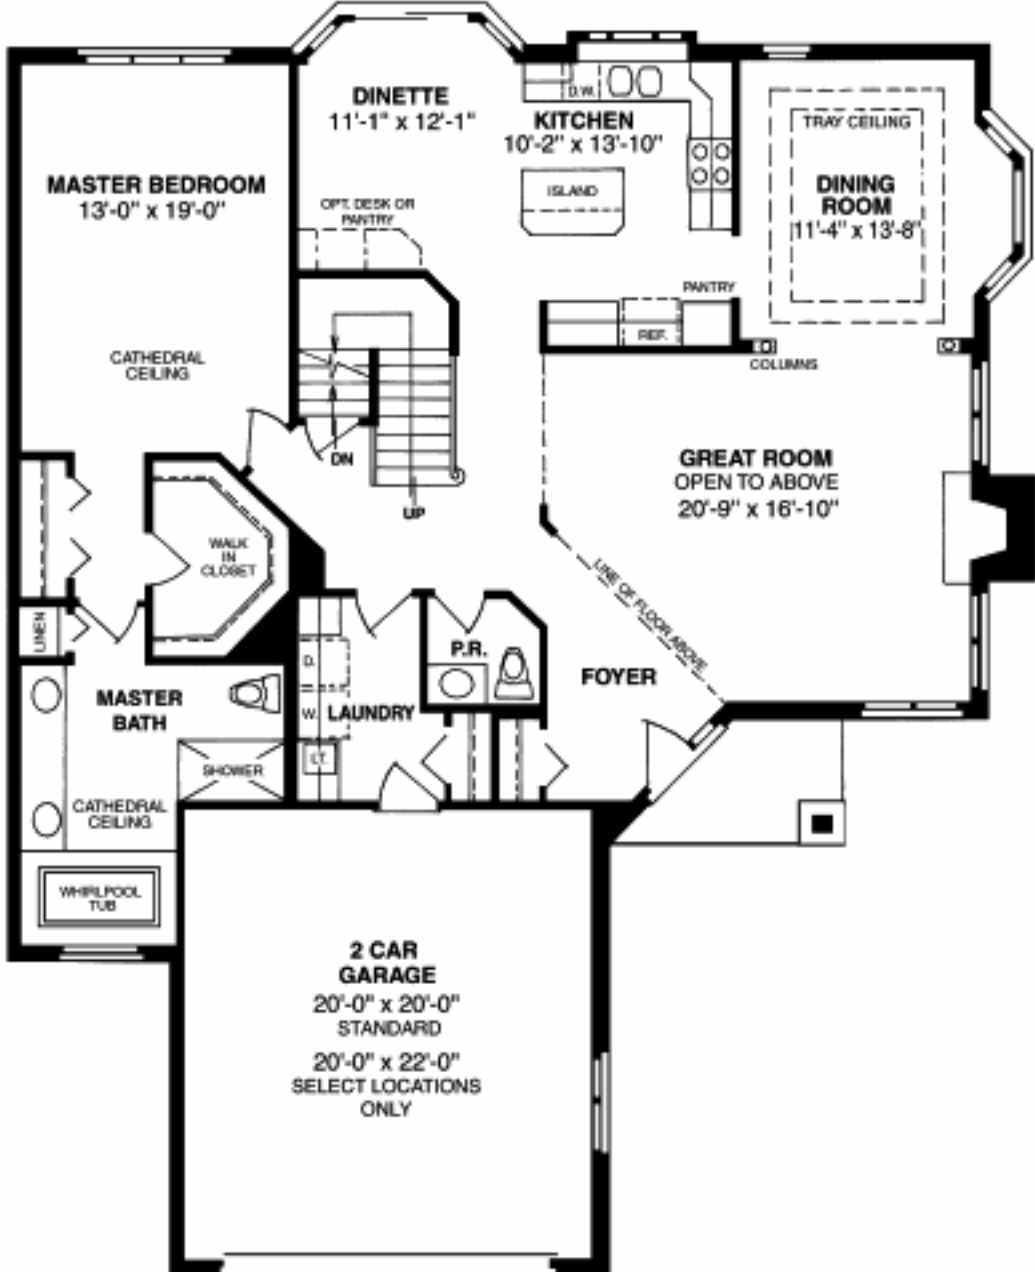 DINETTE
11'-1" x 12'-1"
D.W.
KITCHEN
10'-2" x 13'-10"
TRAY CEILING
MASTER BEDROOM
13'-0" x 19'-0"
ISLAND
DINING
ROOM
11'-4" x 13'-8"
OPT. DESK OR
PANTRY
PANTRY
REF.
CATHEDRAL
CEILING
COLUMNS
DN
UP
GREAT ROOM
OPEN TO ABOVE
20'-9" x 16'-10"
WALK
IN
CLOSET
LINE OF FLOOR ABOVE
LINEN
P.R.
D.
FOYER
MASTER
BATH
W.
LAUNDRY
LT.
SHOWER
CATHEDRAL
CEILING
WHIRLPOOL
TUB
2 CAR
GARAGE
20'-0" x 20'-0"
STANDARD
20'-0" x 22'-0"
SELECT LOCATIONS
ONLY